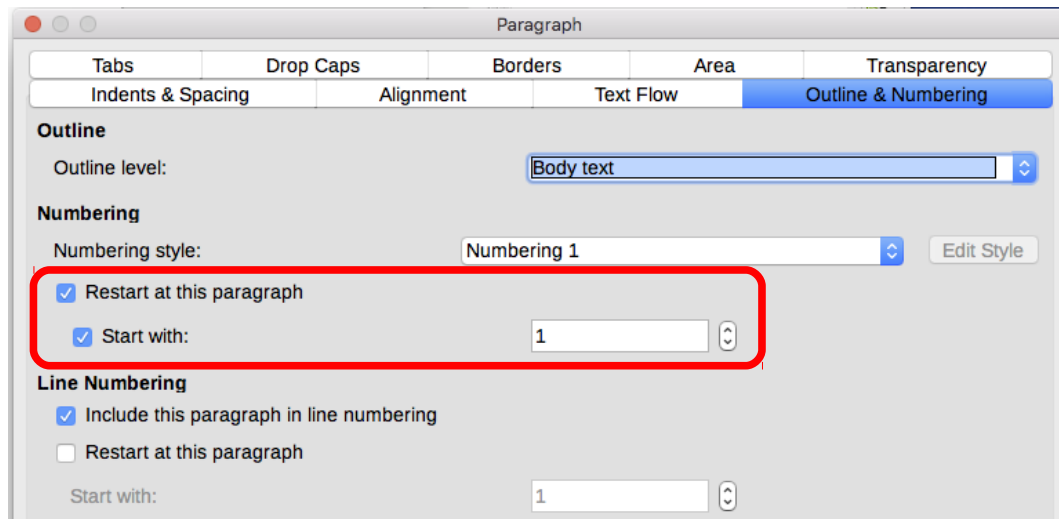 Paragraph
Tabs Drop Caps Borders Area Transparency
Indents & Spacing Alignment Text Flow Outline & Numbering
Outline
Outline level: Body text
Numbering
Numbering style: Numbering 1 Edit Style
Restart at this paragraph
Start with: 1
Line Numbering
Include this paragraph in line numbering
Restart at this paragraph
Start with: 1